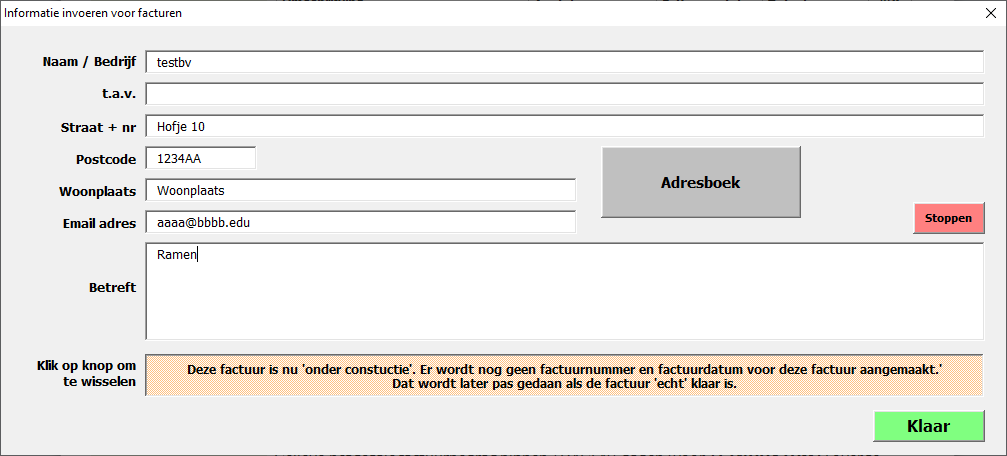 Informatie invoeren voor facturen
Naam / Bedrijf testbv
t.a.v.
Straat + nr Hofje 10
Postcode 1234AA
Adresboek
Woonplaats Woonplaats
Email adres aaaa@bbbb.edu
Stoppen
Ramen
Betreft
Klik op knop om
te wisselen
Deze factuur is nu 'onder constuctie'. Er wordt nog geen factuurnummer en factuurdatum voor deze factuur aangemaakt.'
Dat wordt later pas gedaan als de factuur 'echt' klaar is.
Klaar